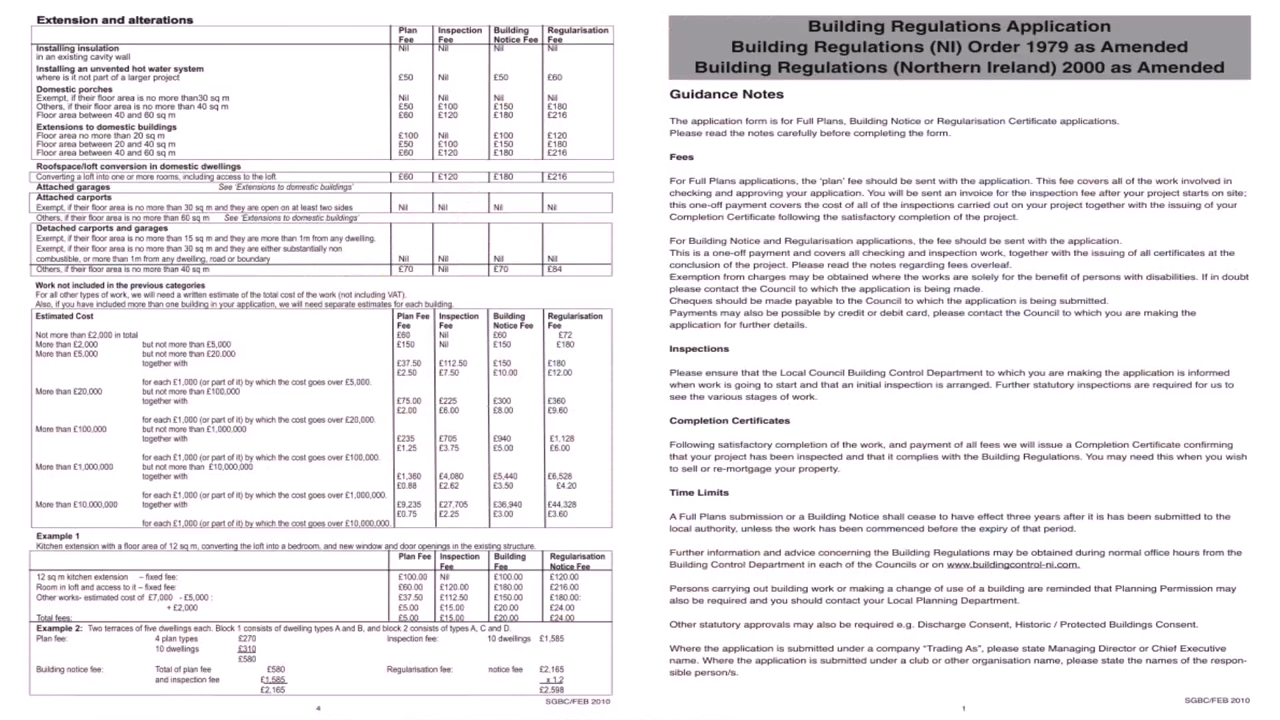 Extension and alterations
Plan Fee Inspection Fee Building Notice Fee Regularisation Fee
Installing insulation Nil Nil Nil Nil
in an existing cavity wall
Installing an unvented hot water system
where is it not part of a larger project £50 Nil £50 £60
Domestic porches
Exempt, if their floor area is no more than30 sq m Nil Nil Nil Nil
Others, if their floor area is no more than 40 sq m £50 £100 £150 £180
Floor area between 40 and 60 sq m £60 £120 £180 £216
Extensions to domestic buildings
Floor area no more than 20 sq m £100 Nil £100 £120
Floor area between 20 and 40 sq m £50 £100 £150 £180
Floor area between 40 and 60 sq m £60 £120 £180 £216
Roofspace/loft conversion in domestic dwellings
Converting a loft into one or more rooms, including access to the loft £60 £120 £180 £216
Attached garages See 'Extensions to domestic buildings'
Attached carports
Exempt, if their floor area is no more than 30 sq m and they are open on at least two sides Nil Nil Nil Nil
Others, if their floor area is no more than 60 sq m See 'Extensions to domestic buildings'
Detached carports and garages
Exempt, if their floor area is no more than 15 sq m and they are more than 1m from any dwelling.
Exempt, if their floor area is no more than 30 sq m and they are either substantially non
combustible, or more than 1m from any dwelling, road or boundary Nil Nil Nil Nil
Others, if their floor area is no more than 40 sq m £70 Nil £70 £84
Work not included in the previous categories
For all other types of work, we will need a written estimate of the total cost of the work (not including VAT).
Also, if you have included more than one building in your application, we will need separate estimates for each building.
Estimated Cost Plan Fee Fee Inspection Fee Building Notice Fee Regularisation Fee
Not more than £2,000 in total £60 Nil £60 £72
More than £2,000 but not more than £5,000 £150 Nil £150 £180
More than £5,000 but not more than £20,000
together with £37.50 £112.50 £150 £180
£2.50 £7.50 £10.00 £12.00
for each £1,000 (or part of it) by which the cost goes over £5,000.
More than £20,000 but not more than £100,000
together with £75.00 £225 £300 £360
£2.00 £6.00 £8.00 £9.60
for each £1,000 (or part of it) by which the cost goes over £20,000.
More than £100,000 but not more than £1,000,000
together with £235 £705 £940 £1,128
£1.25 £3.75 £5.00 £6.00
for each £1,000 (or part of it) by which the cost goes over £100,000.
More than £1,000,000 but not more than £10,000,000
together with £1,360 £4,080 £5,440 £6,528
£0.88 £2.62 £3.50 £4.20
for each £1,000 (or part of it) by which the cost goes over £1,000,000.
More than £10,000,000 together with £9,235 £27,705 £36,940 £44,328
£0.75 £2.25 £3.00 £3.60
for each £1,000 (or part of it) by which the cost goes over £10,000,000.
Example 1
Kitchen extension with a floor area of 12 sq m, converting the loft into a bedroom, and new window and door openings in the existing structure.
Plan Fee Inspection Fee Building Fee Regularisation Notice Fee
12 sq m kitchen extension – fixed fee: £100.00 Nil £100.00 £120.00
Room in loft and access to it – fixed fee: £60.00 £120.00 £180.00 £216.00
Other works- estimated cost of £7,000 - £5,000 : £37.50 £112.50 £150.00 £180.00:
+ £2,000 £5.00 £15.00 £20.00 £24.00
Total fees: £5.00 £15.00 £20.00 £24.00
Example 2: Two terraces of five dwellings each. Block 1 consists of dwelling types A and B, and block 2 consists of types A, C and D.
Plan fee: 4 plan types £270 Inspection fee: 10 dwellings £1,585
10 dwellings £310
£580
Building notice fee: Total of plan fee £580 Regularisation fee: notice fee £2,165
and inspection fee £1,585 x 1.2
£2,165 £2,598
SGBC/FEB 2010
4
Building Regulations Application
Building Regulations (NI) Order 1979 as Amended
Building Regulations (Northern Ireland) 2000 as Amended
Guidance Notes
The application form is for Full Plans, Building Notice or Regularisation Certificate applications.
Please read the notes carefully before completing the form.
Fees
For Full Plans applications, the 'plan' fee should be sent with the application. This fee covers all of the work involved in
checking and approving your application. You will be sent an invoice for the inspection fee after your project starts on site;
this one-off payment covers the cost of all of the inspections carried out on your project together with the issuing of your
Completion Certificate following the satisfactory completion of the project.
For Building Notice and Regularisation applications, the fee should be sent with the application.
This is a one-off payment and covers all checking and inspection work, together with the issuing of all certificates at the
conclusion of the project. Please read the notes regarding fees overleaf.
Exemption from charges may be obtained where the works are solely for the benefit of persons with disabilities. If in doubt
please contact the Council to which the application is being made.
Cheques should be made payable to the Council to which the application is being submitted.
Payments may also be possible by credit or debit card, please contact the Council to which you are making the
application for further details.
Inspections
Please ensure that the Local Council Building Control Department to which you are making the application is informed
when work is going to start and that an initial inspection is arranged. Further statutory inspections are required for us to
see the various stages of work.
Completion Certificates
Following satisfactory completion of the work, and payment of all fees we will issue a Completion Certificate confirming
that your project has been inspected and that it complies with the Building Regulations. You may need this when you wish
to sell or re-mortgage your property.
Time Limits
A Full Plans submission or a Building Notice shall cease to have effect three years after it is has been submitted to the
local authority, unless the work has been commenced before the expiry of that period.
Further information and advice concerning the Building Regulations may be obtained during normal office hours from the
Building Control Department in each of the Councils or on www.buildingcontrol-ni.com.
Persons carrying out building work or making a change of use of a building are reminded that Planning Permission may
also be required and you should contact your Local Planning Department.
Other statutory approvals may also be required e.g. Discharge Consent, Historic / Protected Buildings Consent.
Where the application is submitted under a company “Trading As”, please state Managing Director or Chief Executive
name. Where the application is submitted under a club or other organisation name, please state the names of the respon-
sible person/s.
SGBC/FEB 2010
1